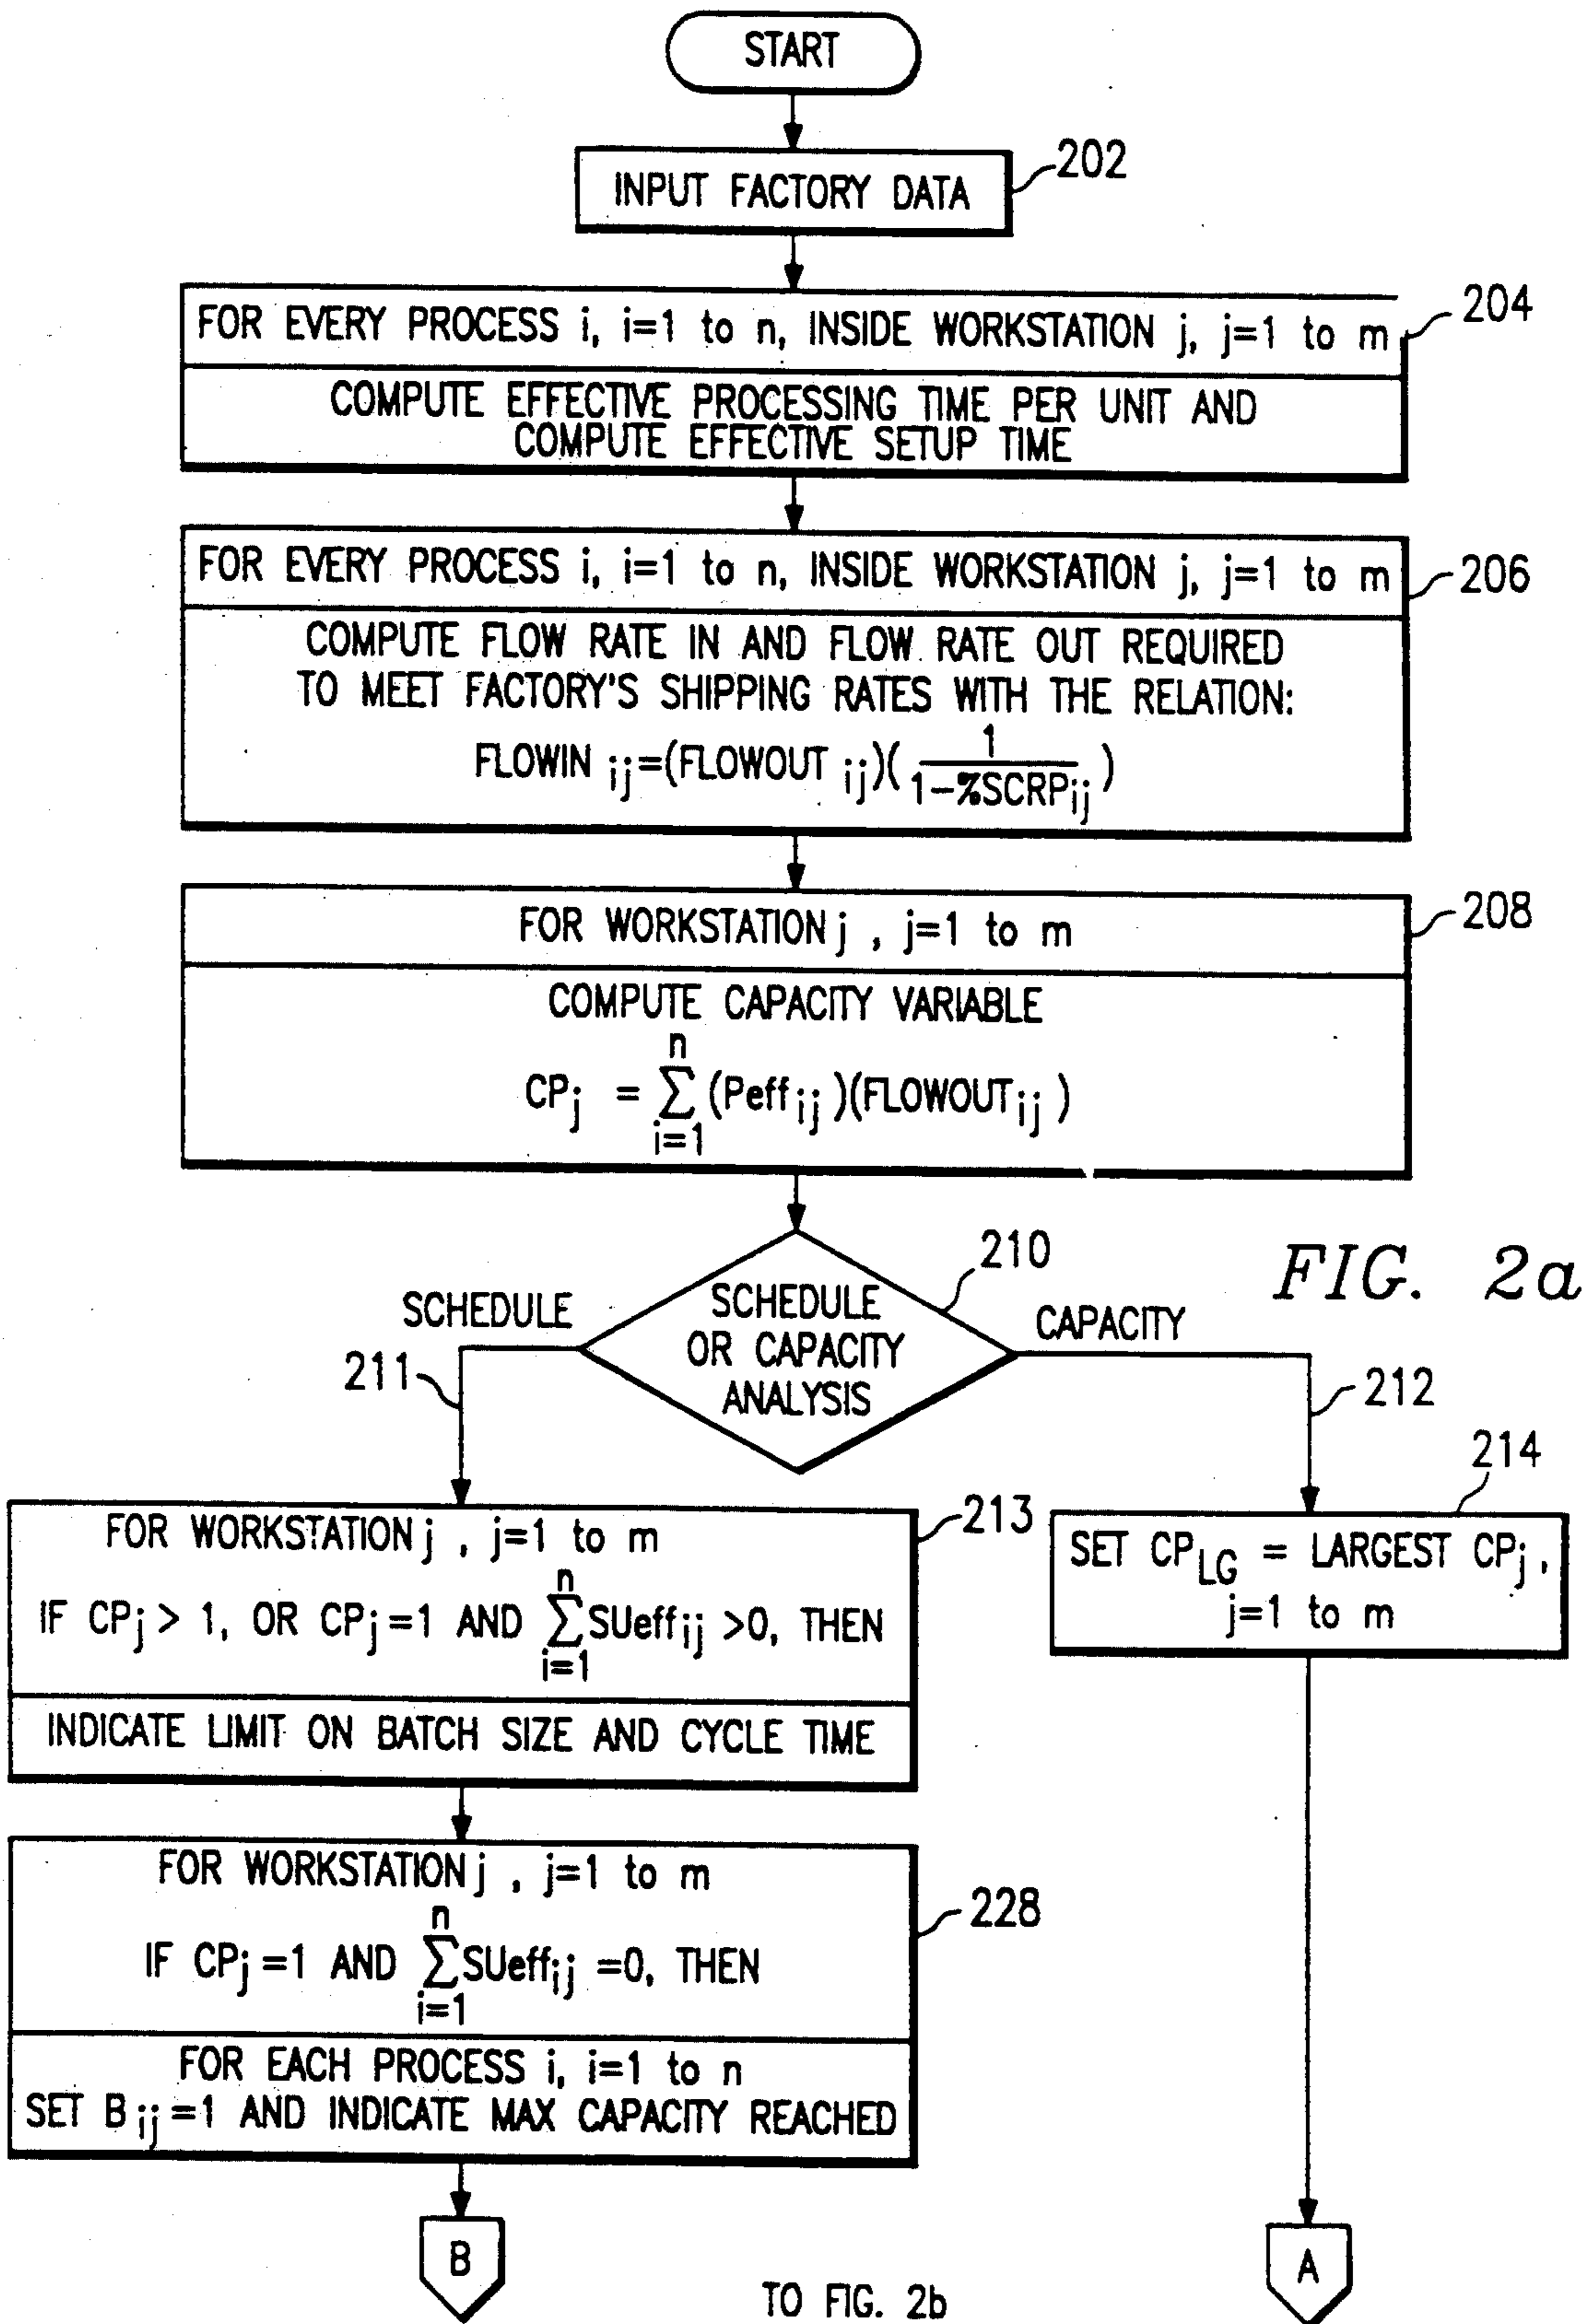 START
INPUT FACTORY DATA
202
FOR EVERY PROCESS i, i=1 to n, INSIDE WORKSTATION j, j=1 to m
204
COMPUTE EFFECTIVE PROCESSING TIME PER UNIT AND
COMPUTE EFFECTIVE SETUP TIME
FOR EVERY PROCESS i, i=1 to n, INSIDE WORKSTATION j, j=1 to m
206
COMPUTE FLOW RATE IN AND FLOW RATE OUT REQUIRED
TO MEET FACTORY'S SHIPPING RATES WITH THE RELATION:
FLOWIN ij=(FLOWOUT ij)(1/1-%SCRPij)
FOR WORKSTATION j , j=1 to m
208
COMPUTE CAPACITY VARIABLE
n
CPj = ∑ (Peff ij )(FLOWOUT ij )
i=1
210
FIG. 2a
SCHEDULE
SCHEDULE
OR CAPACITY
ANALYSIS
CAPACITY
211
212
FOR WORKSTATION j , j=1 to m
213
n
IF CPj > 1, OR CPj =1 AND ∑ SUeff ij >0, THEN
i=1
INDICATE LIMIT ON BATCH SIZE AND CYCLE TIME
214
SET CPLG = LARGEST CPj ,
j=1 to m
FOR WORKSTATION j , j=1 to m
228
n
IF CPj =1 AND ∑ SUeff ij =0, THEN
i=1
FOR EACH PROCESS i, i=1 to n
SET B ij =1 AND INDICATE MAX CAPACITY REACHED
B
A
TO FIG. 2b